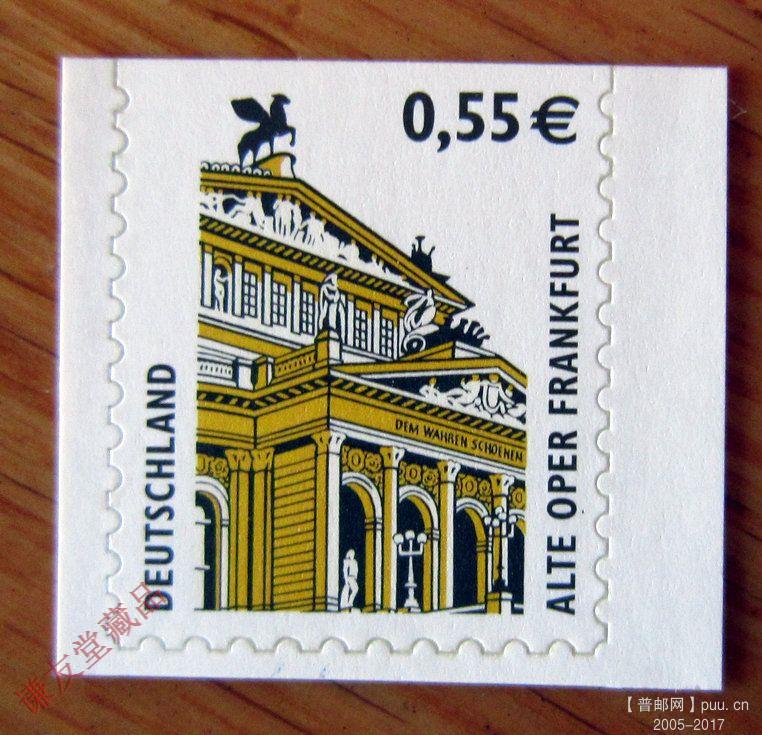 0,55€
DEUTSCHLAND
ALTE OPER FRANKFURT
DEM WAHREN SCHOENEN
谦友堂藏品
【普邮网】puu.cn
2005-2017